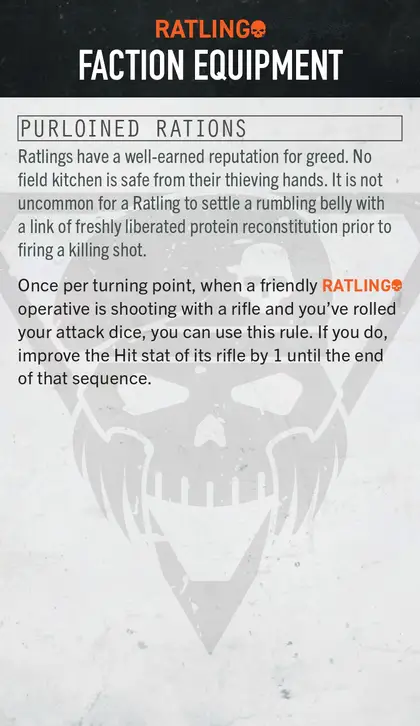 RATLING
FACTION EQUIPMENT
PURLOINED RATIONS
Ratlings have a well-earned reputation for greed. No
field kitchen is safe from their thieving hands. It is not
uncommon for a Ratling to settle a rumbling belly with
a link of freshly liberated protein reconstitution prior to
firing a killing shot.
Once per turning point, when a friendly RATLING
operative is shooting with a rifle and you’ve rolled
your attack dice, you can use this rule. If you do,
improve the Hit stat of its rifle by 1 until the end
of that sequence.